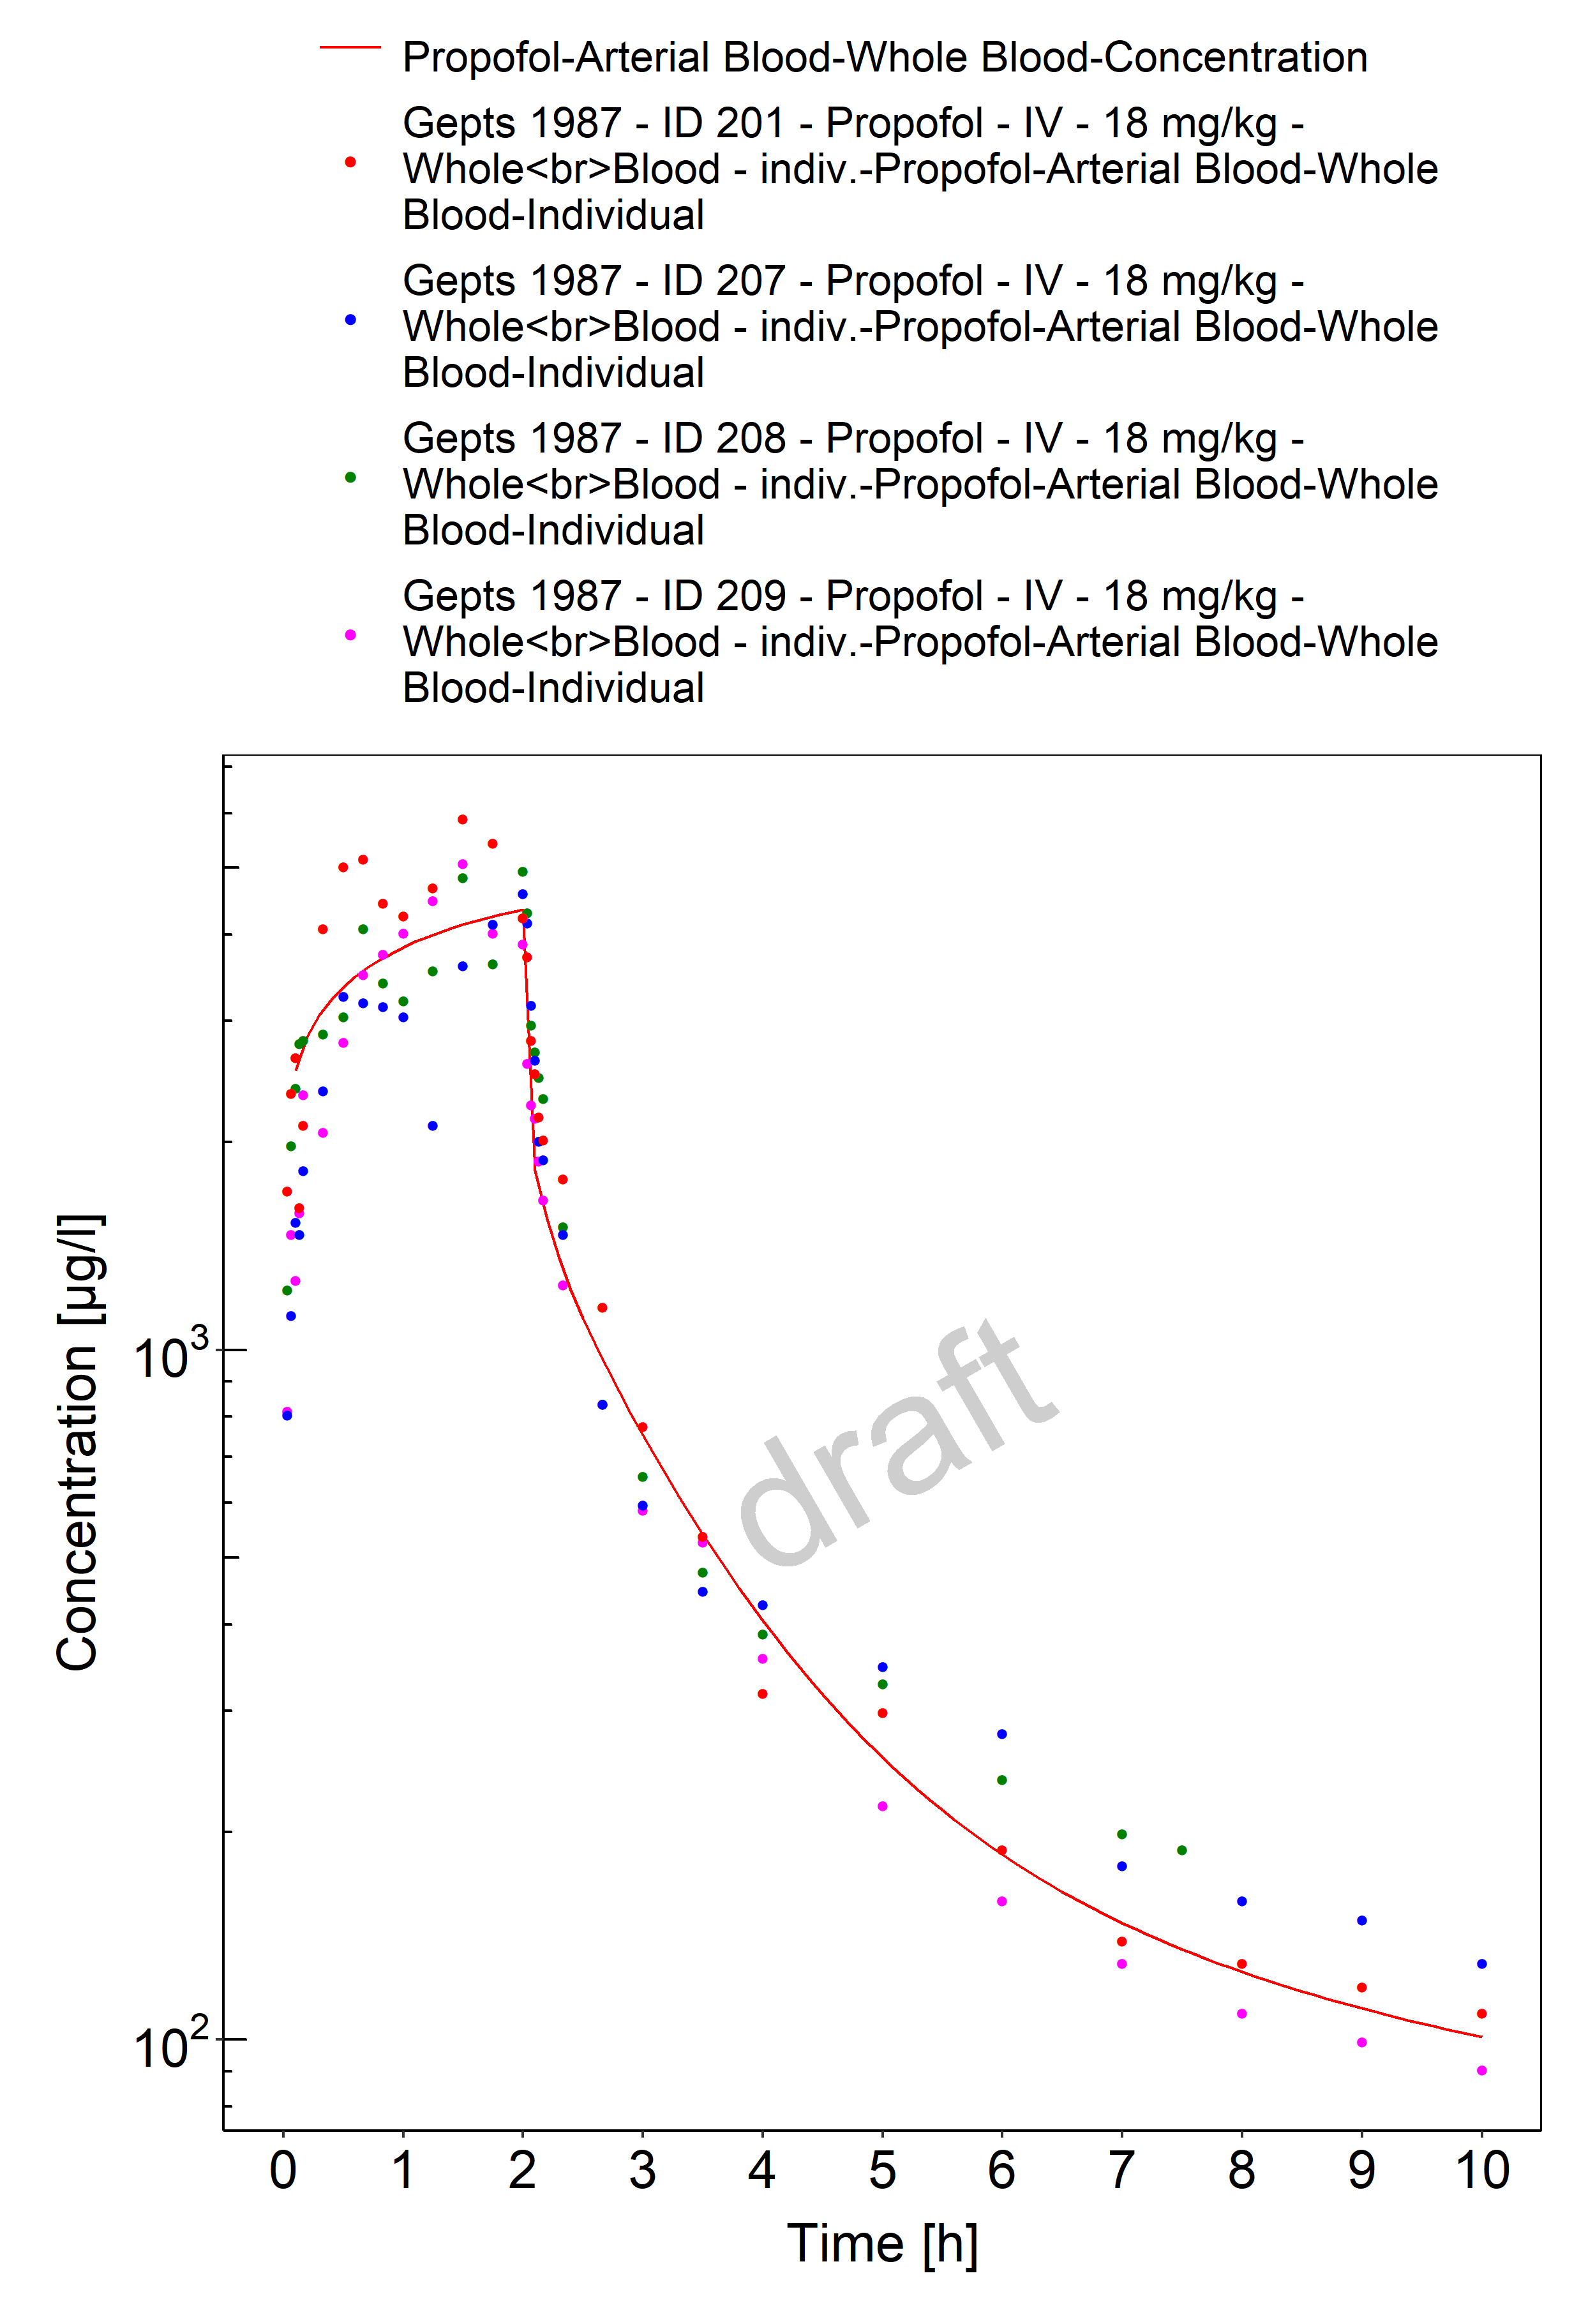 Propofol-Arterial Blood-Whole Blood-Concentration
Gepts 1987 - ID 201 - Propofol - IV - 18 mg/kg -
Whole<br>Blood - indiv.-Propofol-Arterial Blood-Whole
Blood-Individual
Gepts 1987 - ID 207 - Propofol - IV - 18 mg/kg -
Whole<br>Blood - indiv.-Propofol-Arterial Blood-Whole
Blood-Individual
Gepts 1987 - ID 208 - Propofol - IV - 18 mg/kg -
Whole<br>Blood - indiv.-Propofol-Arterial Blood-Whole
Blood-Individual
Gepts 1987 - ID 209 - Propofol - IV - 18 mg/kg -
Whole<br>Blood - indiv.-Propofol-Arterial Blood-Whole
Blood-Individual
Concentration [µg/l]
10³
10²
draft
0 1 2 3 4 5 6 7 8 9 10
Time [h]